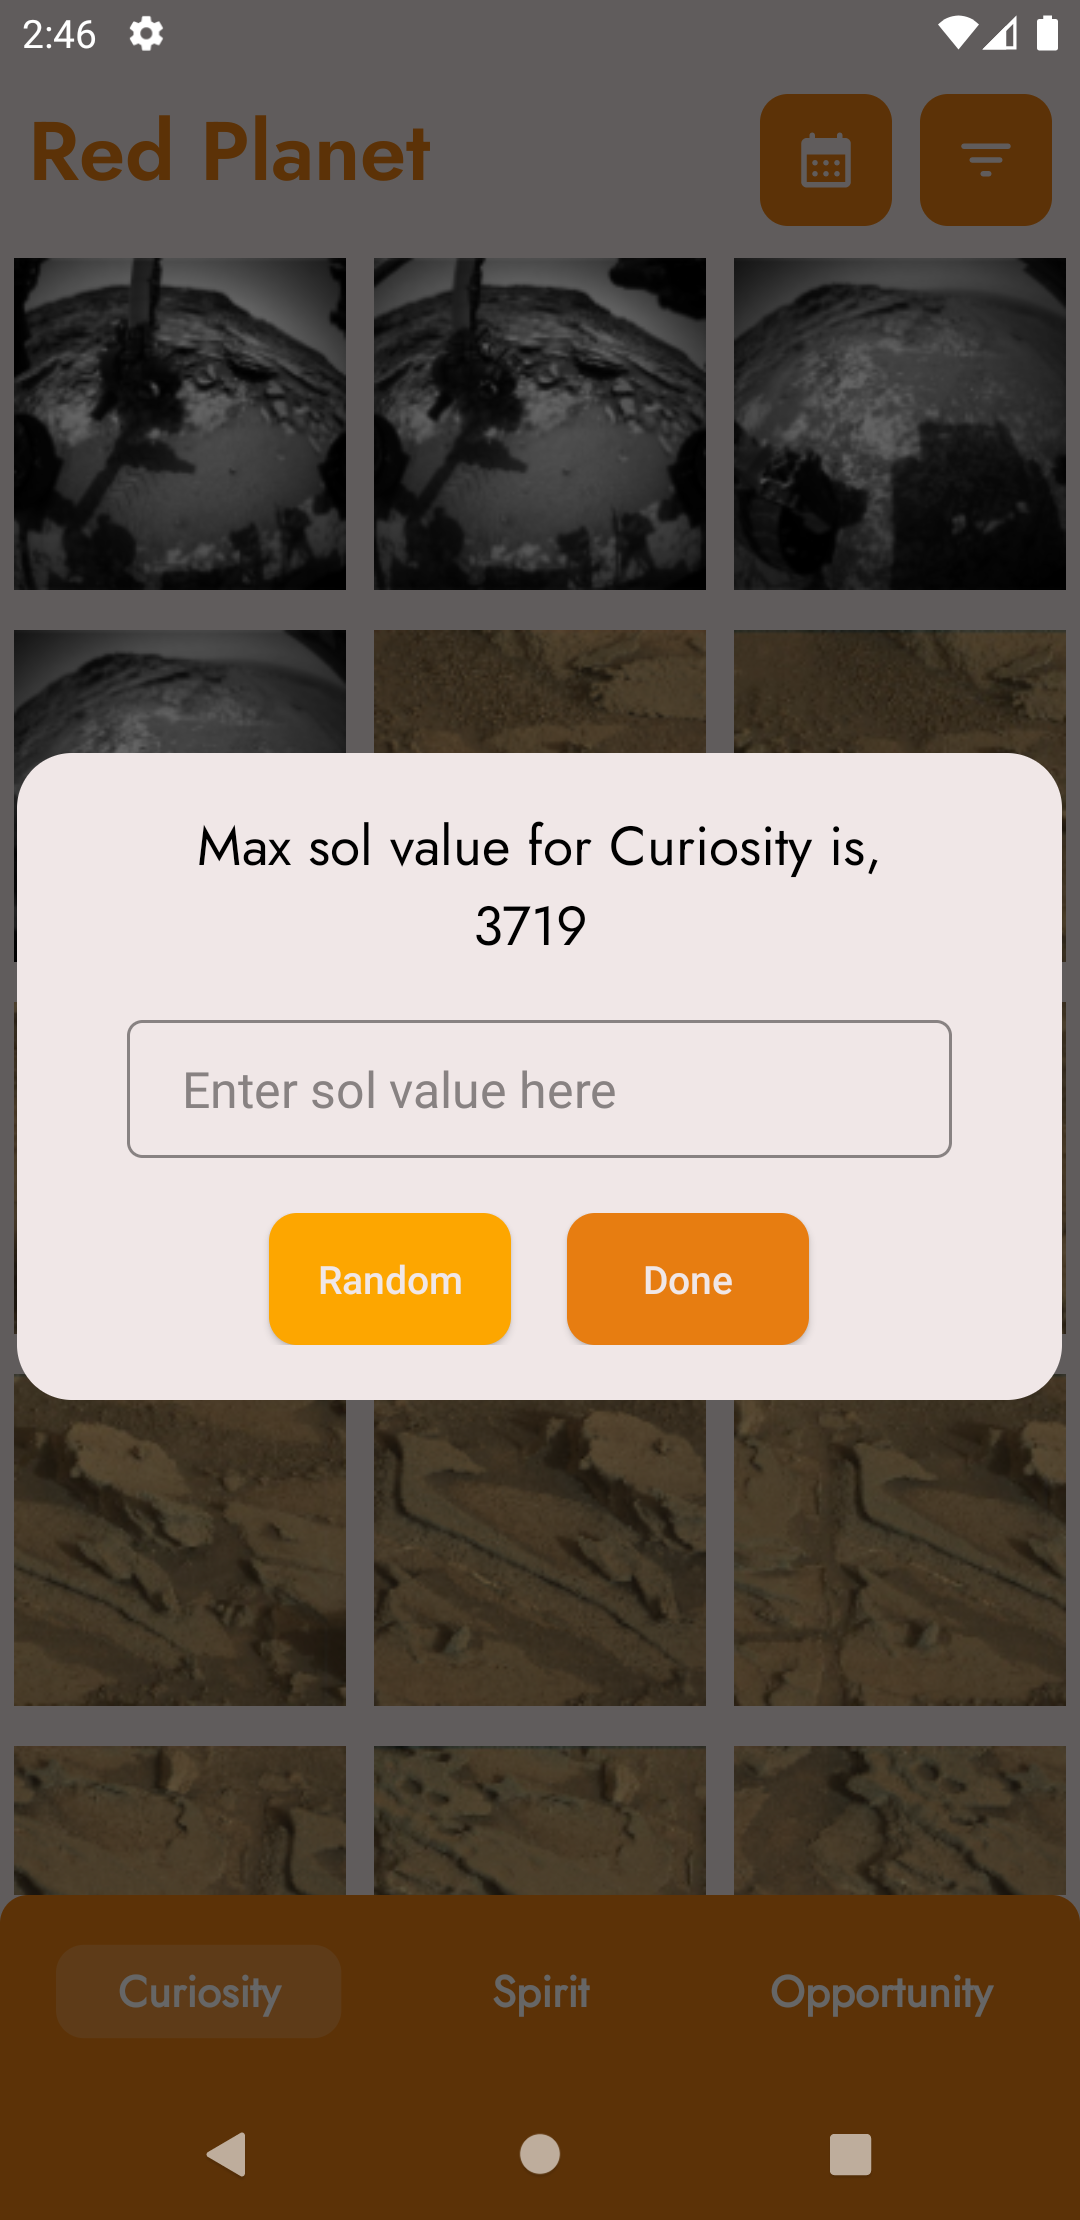 2:46
Red Planet
Max sol value for Curiosity is,
3719
Enter sol value here
Random
Done
Curiosity
Spirit
Opportunity